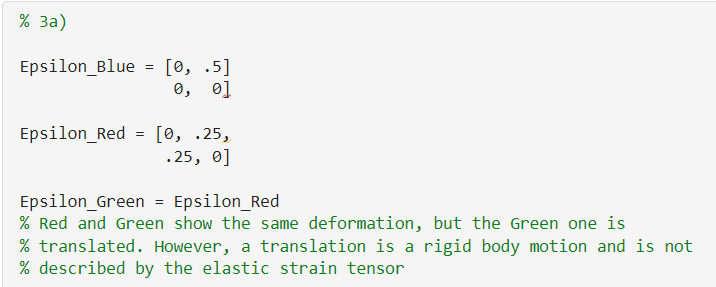 % 3a)
Epsilon_Blue = [0, .5]
0, 0]
Epsilon_Red = [0, .25,
.25, 0]
Epsilon_Green = Epsilon_Red
% Red and Green show the same deformation, but the Green one is
% translated. However, a translation is a rigid body motion and is not
% described by the elastic strain tensor